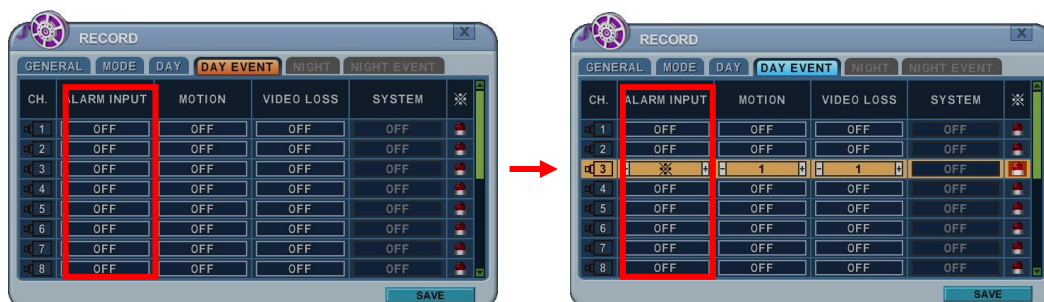 RECORD X
GENERAL MODE DAY DAY EVENT NIGHT NIGHT EVENT
CH. ALARM INPUT MOTION VIDEO LOSS SYSTEM ※
1 OFF OFF OFF OFF
2 OFF OFF OFF OFF
3 OFF OFF OFF OFF
4 OFF OFF OFF OFF
5 OFF OFF OFF OFF
6 OFF OFF OFF OFF
7 OFF OFF OFF OFF
8 OFF OFF OFF OFF
SAVE
RECORD X
GENERAL MODE DAY DAY EVENT NIGHT NIGHT EVENT
CH. ALARM INPUT MOTION VIDEO LOSS SYSTEM ※
1 OFF OFF OFF OFF
2 OFF OFF OFF OFF
3 - ※ + - 1 + - 1 + OFF
4 OFF OFF OFF OFF
5 OFF OFF OFF OFF
6 OFF OFF OFF OFF
7 OFF OFF OFF OFF
8 OFF OFF OFF OFF
SAVE